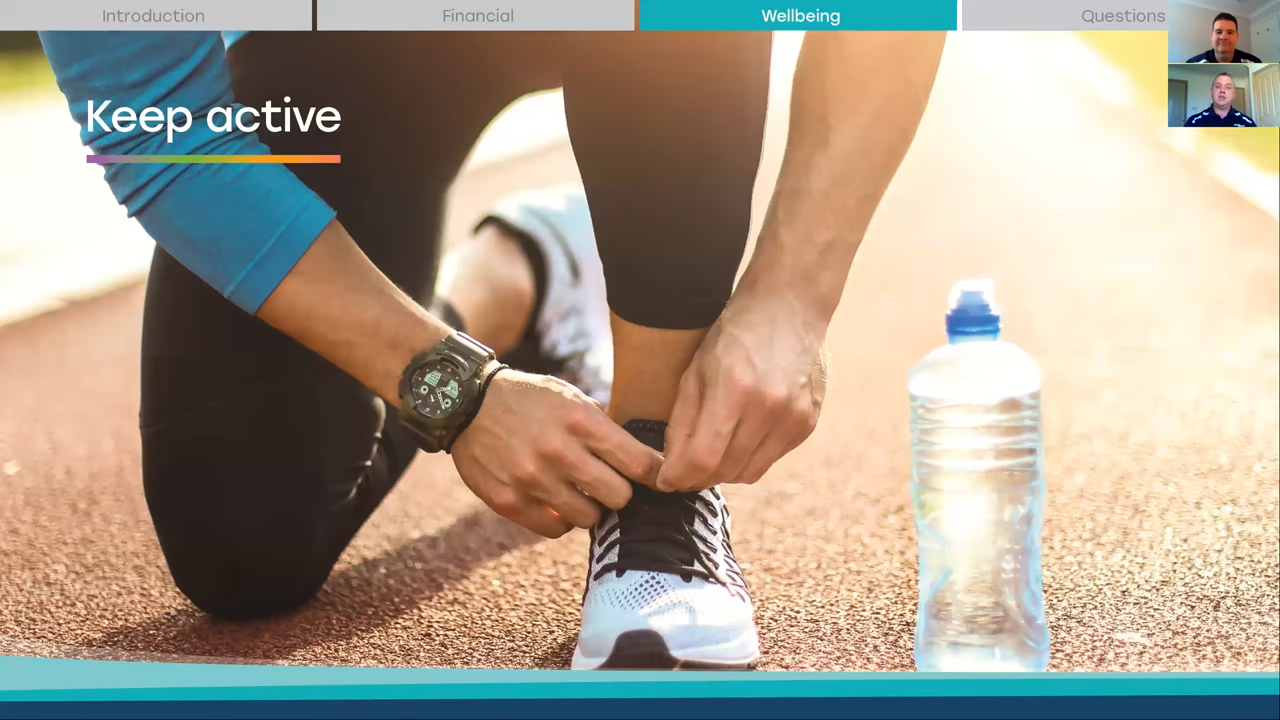 Introduction
Financial
Wellbeing
Questions
Keep active